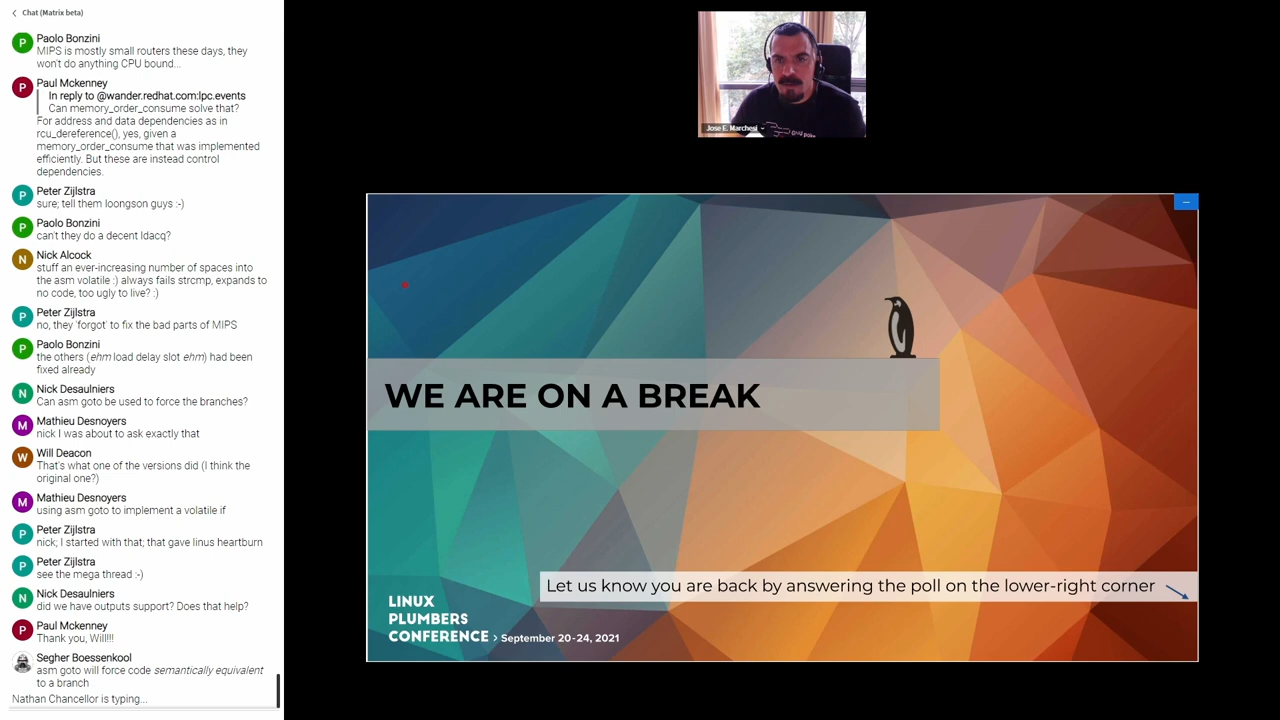 Chat (Matrix beta)
Paolo Bonzini
MIPS is mostly small routers these days, they
won't do anything CPU bound...
Paul Mckenney
In reply to @wander.redhat.com:lpc.events
Can memory_order_consume solve that?
For address and data dependencies as in
rcu_dereference(), yes, given a
memory_order_consume that was implemented
efficiently. But these are instead control
dependencies.
Peter Zijlstra
sure; tell them loongson guys :-)
Paolo Bonzini
can't they do a decent ldacq?
Nick Alcock
stuff an ever-increasing number of spaces into
the asm volatile :) always fails strcmp, expands to
no code, too ugly to live? :)
Peter Zijlstra
no, they 'forgot' to fix the bad parts of MIPS
Paolo Bonzini
the others (ehm load delay slot ehm) had been
fixed already
Nick Desaulniers
Can asm goto be used to force the branches?
Mathieu Desnoyers
nick I was about to ask exactly that
Will Deacon
That's what one of the versions did (I think the
original one?)
Mathieu Desnoyers
using asm goto to implement a volatile if
Peter Zijlstra
nick; I started with that; that gave linus heartburn
Peter Zijlstra
see the mega thread :-)
Nick Desaulniers
did we have outputs support? Does that help?
Paul Mckenney
Thank you, Will!!!
Segher Boessenkool
asm goto will force code semantically equivalent
to a branch
Nathan Chancellor is typing...
Jose E. Marchesi
WE ARE ON A BREAK
Let us know you are back by answering the poll on the lower-right corner
LINUX
PLUMBERS
CONFERENCE > September 20-24, 2021